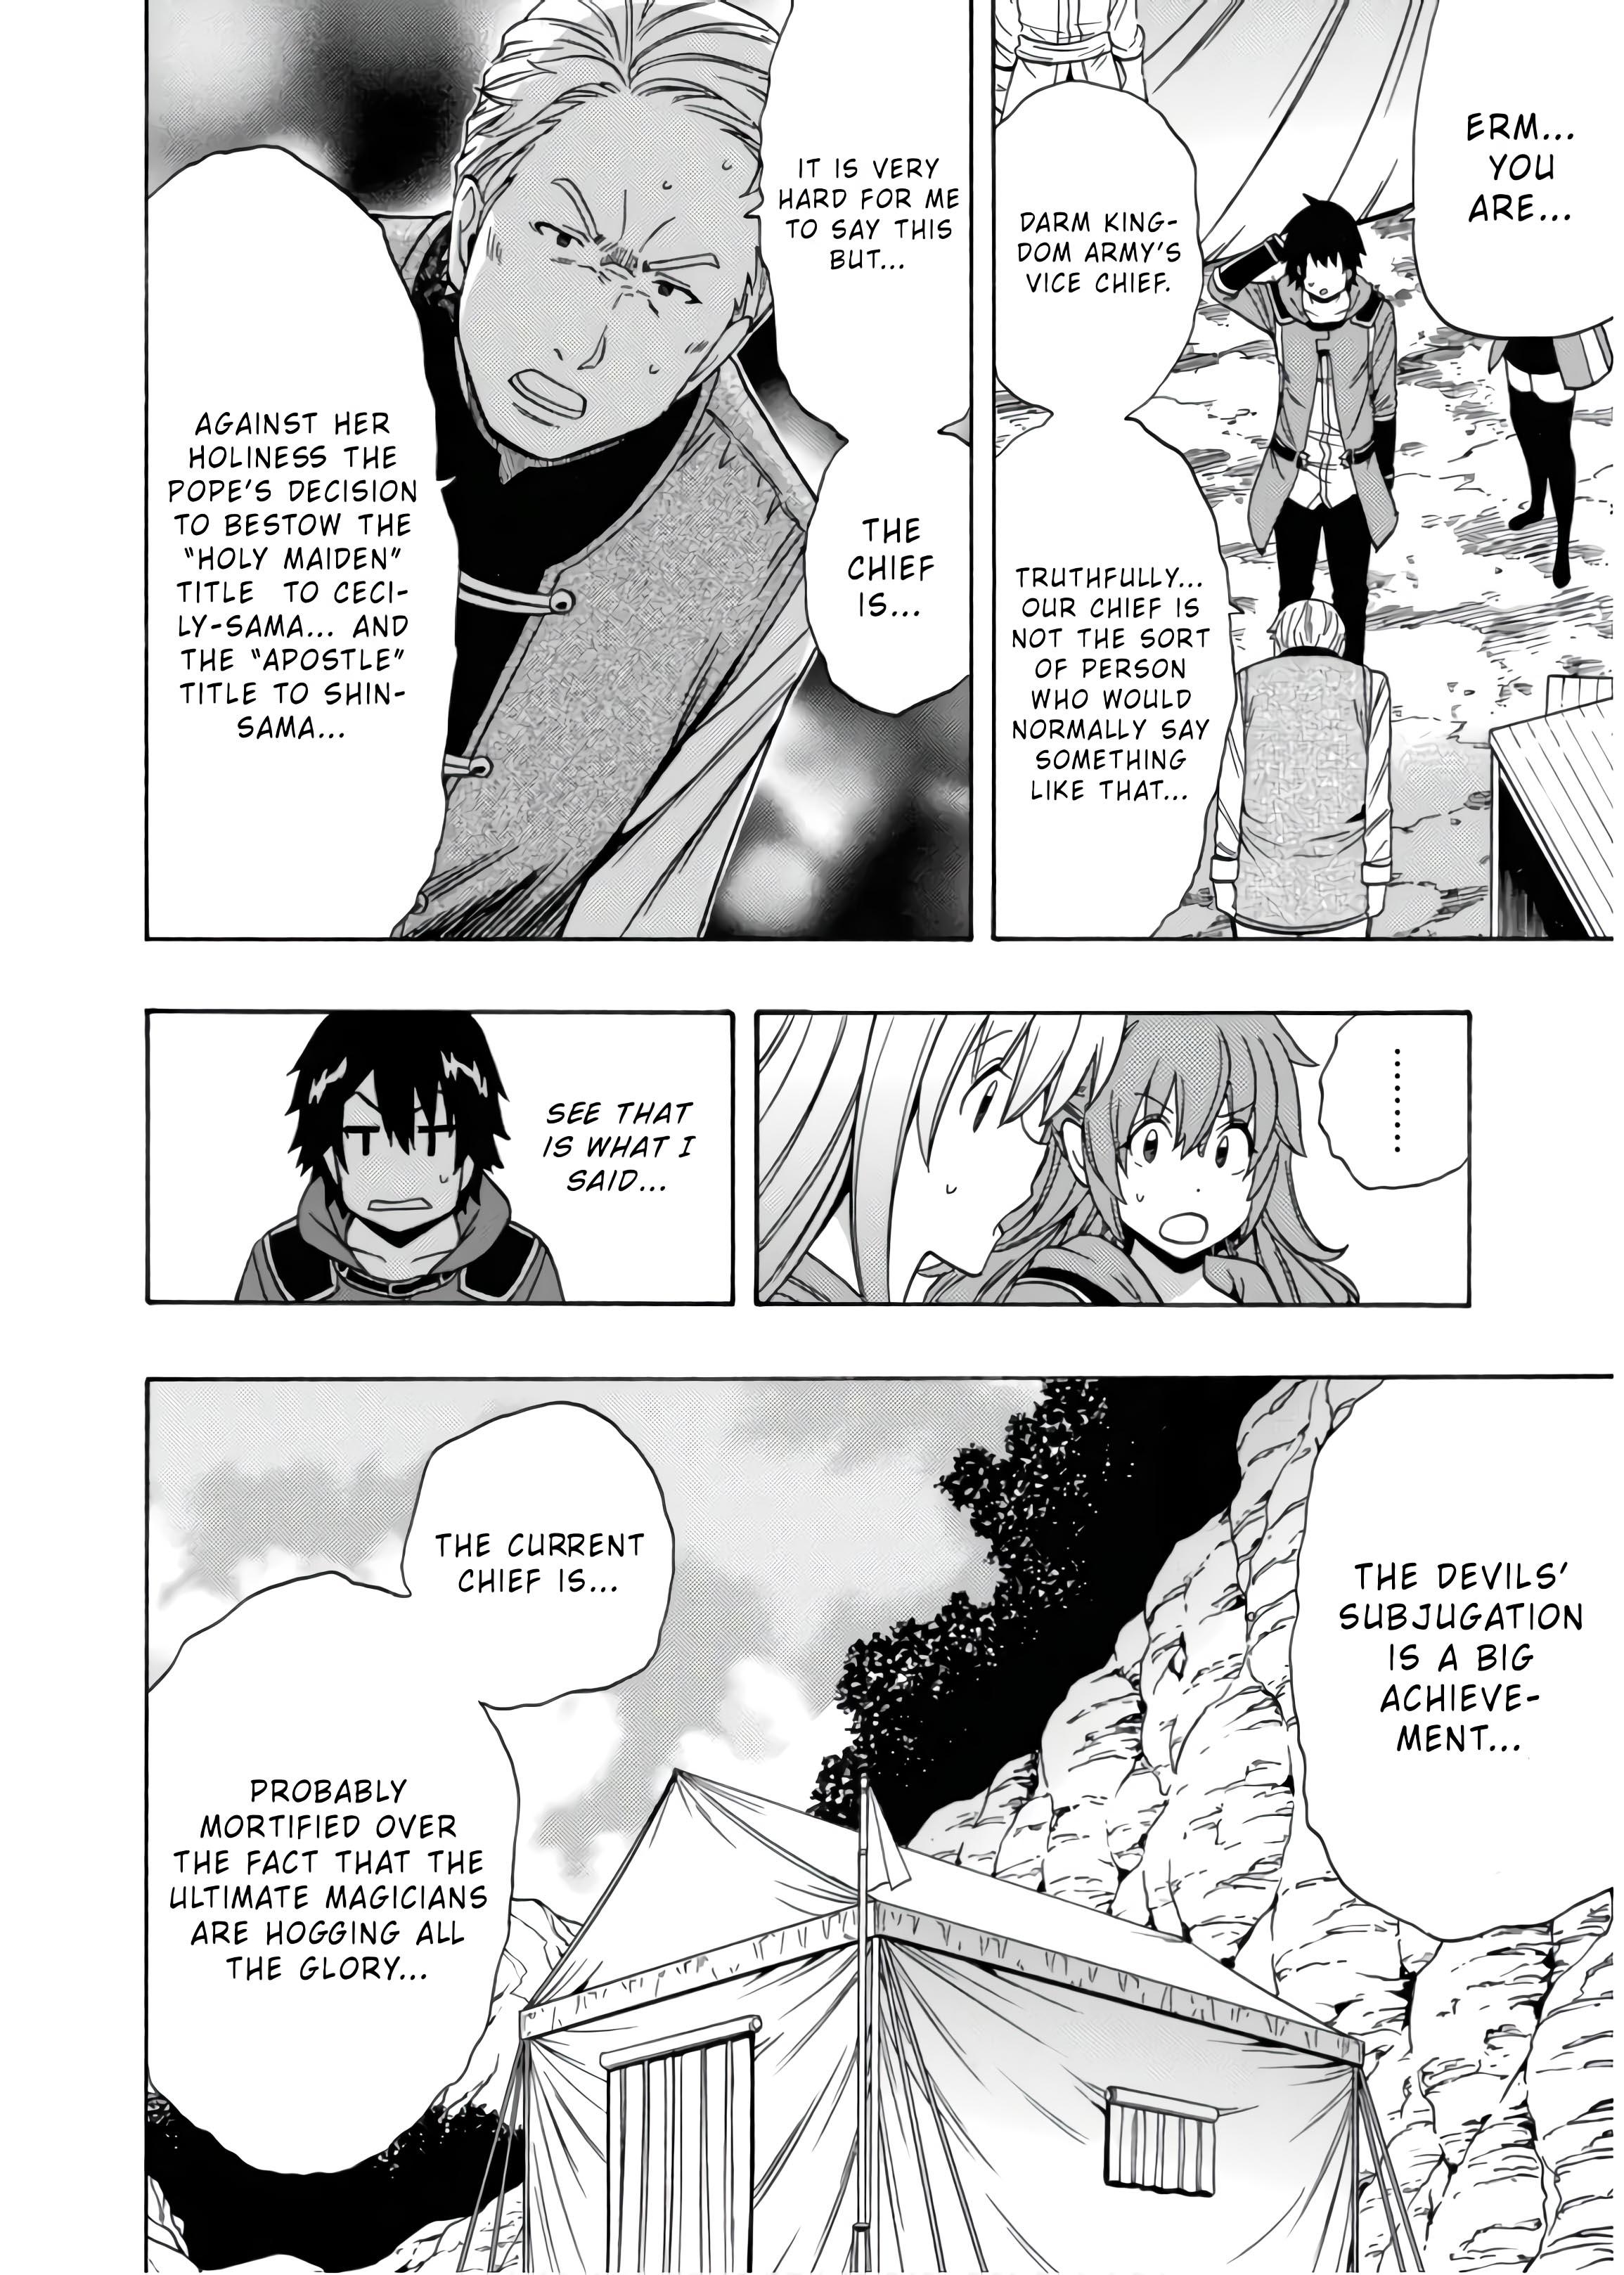 ERM...
YOU
ARE...
DARM KING-
DOM ARMY'S
VICE CHIEF.
TRUTHFULLY...
OUR CHIEF IS
NOT THE SORT
OF PERSON
WHO WOULD
NORMALLY SAY
SOMETHING
LIKE THAT...
IT IS VERY
HARD FOR ME
TO SAY THIS
BUT...
THE
CHIEF
IS...
AGAINST HER
HOLINESS THE
POPE'S DECISION
TO BESTOW THE
"HOLY MAIDEN"
TITLE TO CECI-
LY-SAMA... AND
THE "APOSTLE"
TITLE TO SHIN-
SAMA...
.........
SEE THAT
IS WHAT I
SAID...
THE DEVILS'
SUBJUGATION
IS A BIG
ACHIEVE-
MENT...
THE CURRENT
CHIEF IS...
PROBABLY
MORTIFIED OVER
THE FACT THAT THE
ULTIMATE MAGICIANS
ARE HOGGING ALL
THE GLORY...